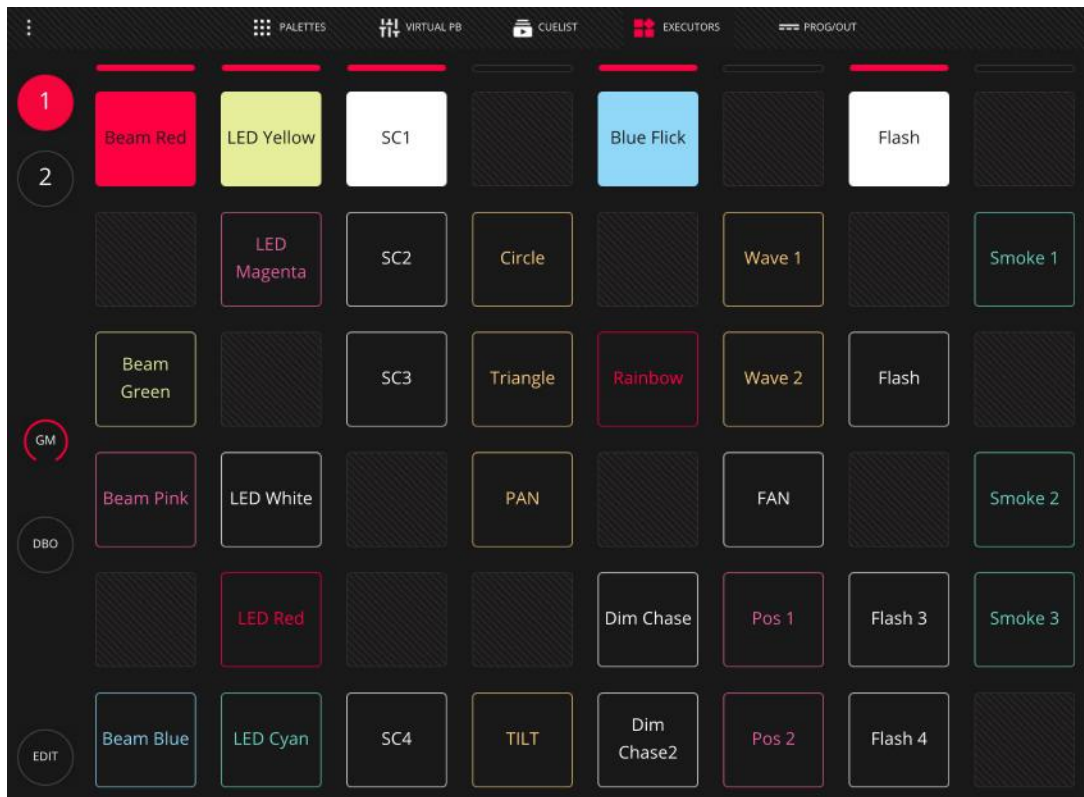 PALETTES
VIRTUAL PB
CUELIST
EXECUTORS
PROG/OUT
1
2
GM
DBO
EDIT
Beam Red
LED Yellow
SC1
Blue Flick
Flash
LED
Magenta
SC2
Circle
Wave 1
Smoke 1
Beam
Green
SC3
Triangle
Rainbow
Wave 2
Flash
Beam Pink
LED White
PAN
FAN
Smoke 2
LED Red
Dim Chase
Pos 1
Flash 3
Smoke 3
Beam Blue
LED Cyan
SC4
TILT
Dim
Chase2
Pos 2
Flash 4